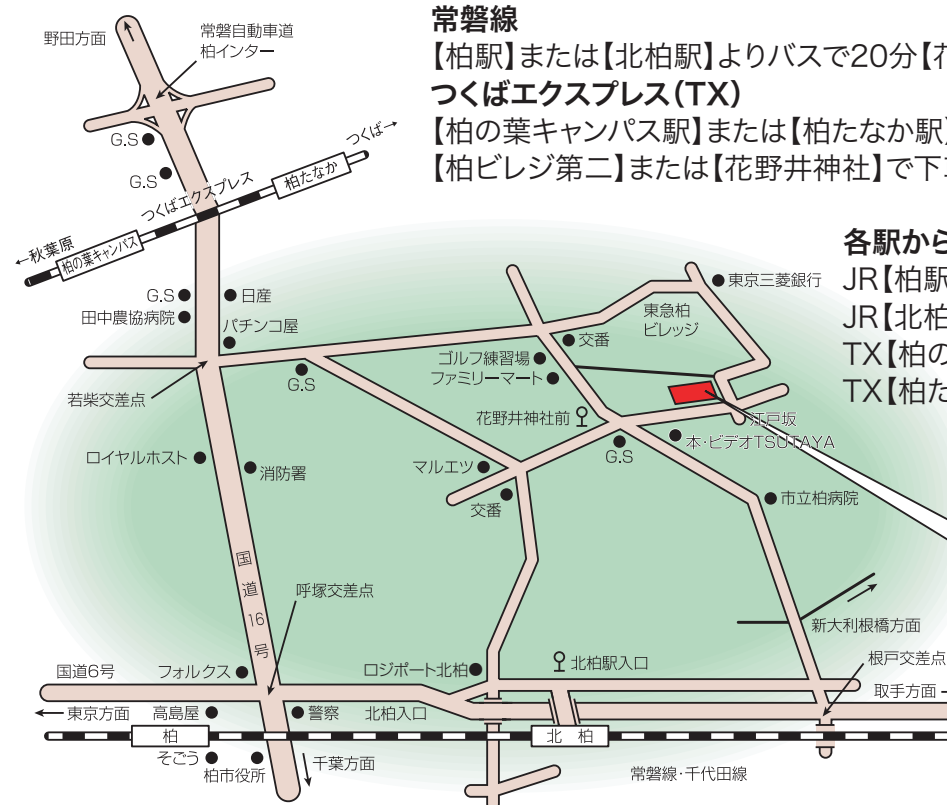 常磐線
【柏駅】または【北柏駅】よりバスで20分【花
つくばエクスプレス(TX)
【柏の葉キャンパス駅】または【柏たなか駅】
【柏ビレジ第二】または【花野井神社】で下
各駅から
JR【柏駅
JR【北柏
TX【柏の
TX【柏た
野田方面
常磐自動車道
柏インター
G.S
G.S
つくば→
柏たなか
つくばエクスプレス
柏の葉キャンパス
←秋葉原
G.S
日産
田中農協病院
パチンコ屋
若柴交差点
G.S
東京三菱銀行
東急柏
ビレッジ
交番
ゴルフ練習場
ファミリーマート
花野井神社前
江戸坂
本・ビデオTSUTAYA
G.S
ロイヤルホスト
消防署
マルエツ
交番
市立柏病院
国道16号
呼塚交差点
新大利根橋方面
国道6号
フォルクス
ロジポート北柏
北柏駅入口
根戸交差点
取手方面
←東京方面
高島屋
警察
北柏入口
柏
北柏
そごう
柏市役所
千葉方面
常磐線・千代田線